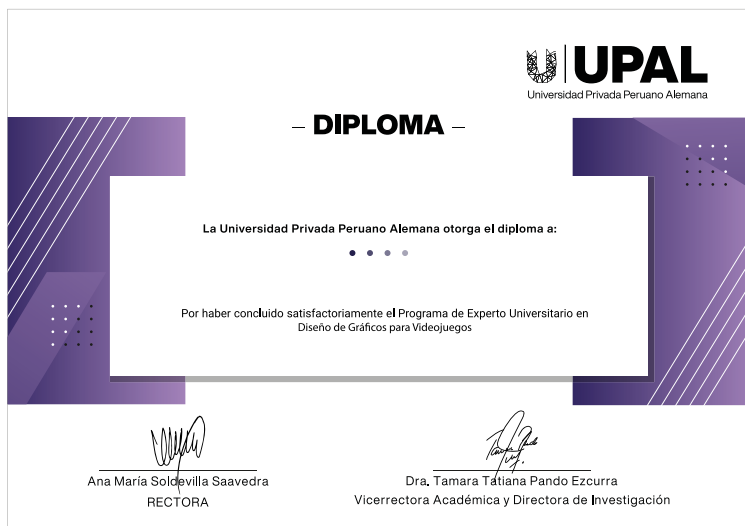 UPAL
Universidad Privada Peruano Alemana
– DIPLOMA –
La Universidad Privada Peruano Alemana otorga el diploma a:
Por haber concluido satisfactoriamente el Programa de Experto Universitario en
Diseño de Gráficos para Videojuegos
Ana María Soldevilla Saavedra
RECTORA
Dra. Tamara Tatiana Pando Ezcurra
Vicerrectora Académica y Directora de Investigación